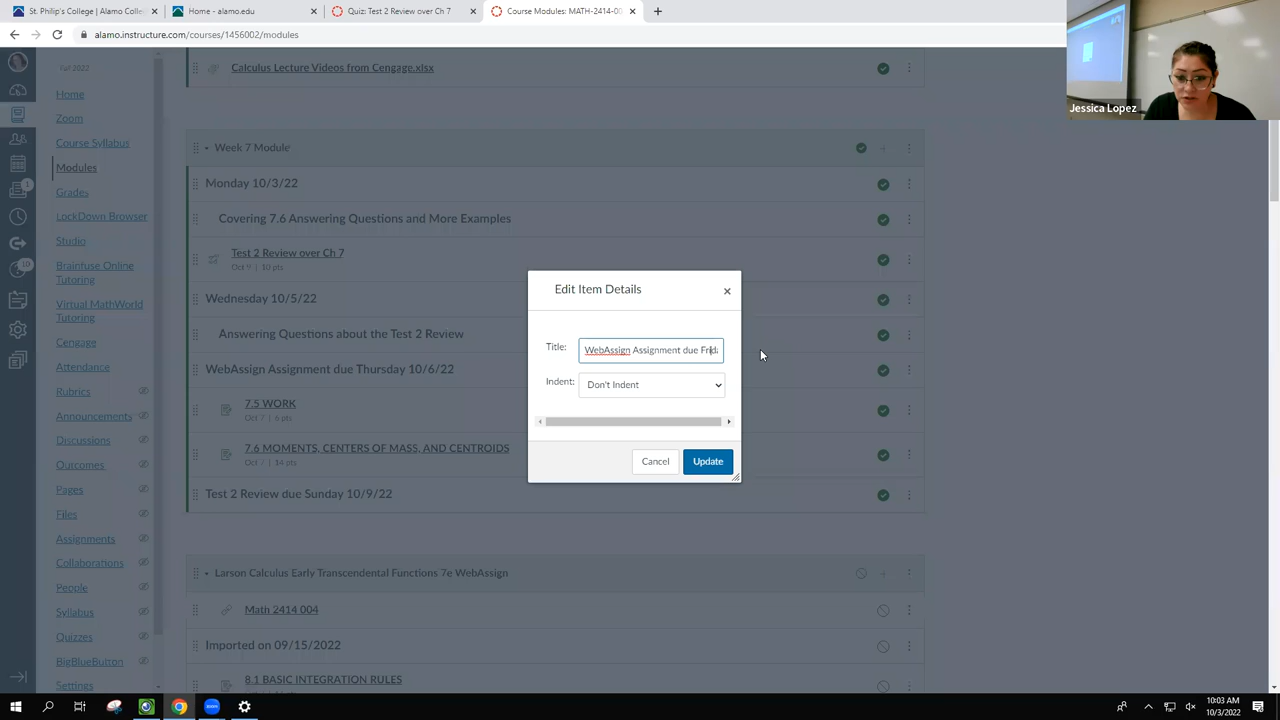 St. Philip's College | Alamo Colle
Home - alamo.edu
Quiz: Test 2 Review over Ch 7
Course Modules: MATH-2414-00
alamo.instructure.com/courses/1456002/modules
Jessica Lopez
Fall 2022
Home
Zoom
Course Syllabus
Modules
Grades
LockDown Browser
Studio
Brainfuse Online
Tutoring
Virtual MathWorld
Tutoring
Cengage
Attendance
Rubrics
Announcements
Discussions
Outcomes
Pages
Files
Assignments
Collaborations
People
Syllabus
Quizzes
BigBlueButton
Settings
1
10
Calculus Lecture Videos from Cengage.xlsx
Week 7 Module
Monday 10/3/22
Covering 7.6 Answering Questions and More Examples
Test 2 Review over Ch 7
Oct 9 | 10 pts
Wednesday 10/5/22
Answering Questions about the Test 2 Review
WebAssign Assignment due Thursday 10/6/22
7.5 WORK
Oct 7 | 6 pts
7.6 MOMENTS, CENTERS OF MASS, AND CENTROIDS
Oct 7 | 14 pts
Test 2 Review due Sunday 10/9/22
Larson Calculus Early Transcendental Functions 7e WebAssign
Math 2414 004
Imported on 09/15/2022
8.1 BASIC INTEGRATION RULES
Edit Item Details
Title:
WebAssign Assignment due Frida
Indent:
Don't Indent
Cancel
Update
10:03 AM
10/3/2022